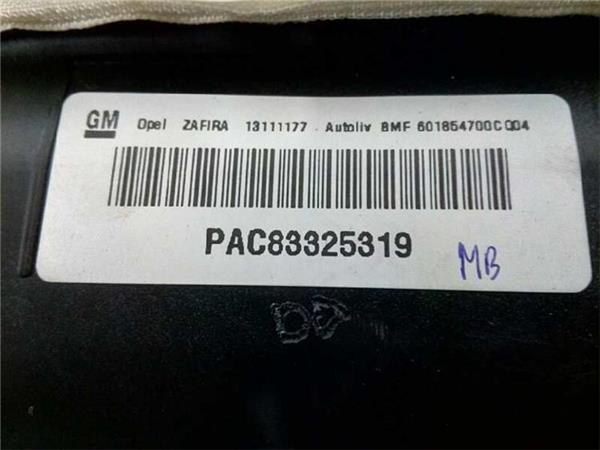 GM Opel ZAFIRA 13111177 Autoliv BMF 601854700C004
PAC83325319
MB